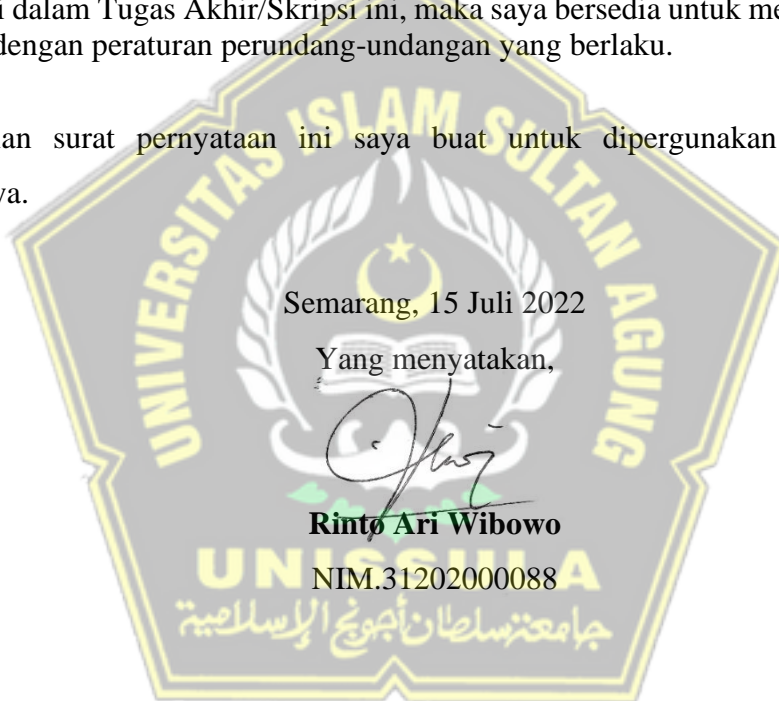 i dalam Tugas Akhir/Skripsi ini, maka saya bersedia untuk me
dengan peraturan perundang-undangan yang berlaku.
an surat pernyataan ini saya buat untuk dipergunakan
ya.
UNIVERSITAS ISLAM SULTAN AGUNG
Semarang, 15 Juli 2022
Yang menyatakan,
Rinto Ari Wibowo
NIM.31202000088
UNISSULA
جامعة سلطان أجونج الإسلامية